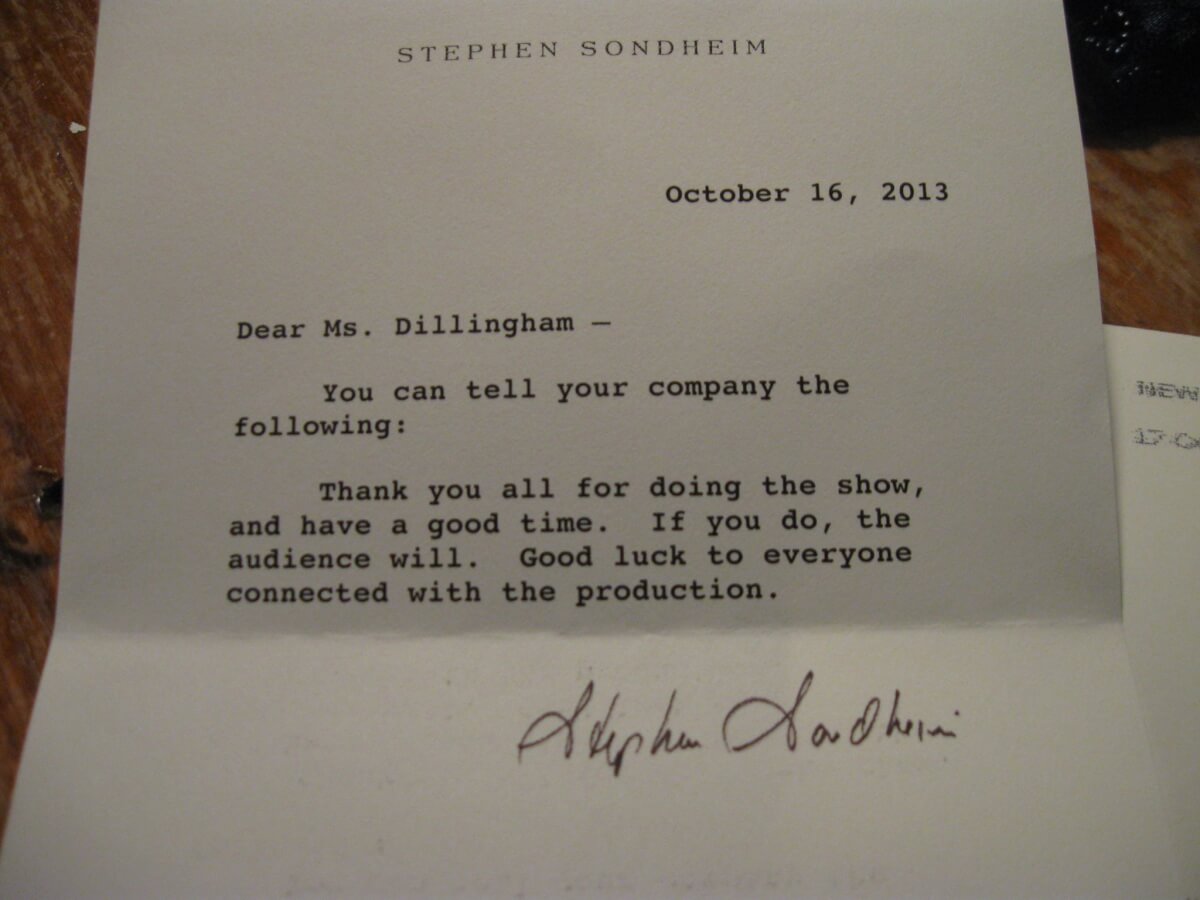 STEPHEN SONDHEIM
October 16, 2013
Dear Ms. Dillingham —
You can tell your company the
following:
Thank you all for doing the show,
and have a good time. If you do, the
audience will. Good luck to everyone
connected with the production.
Stephen Sondheim
NEW